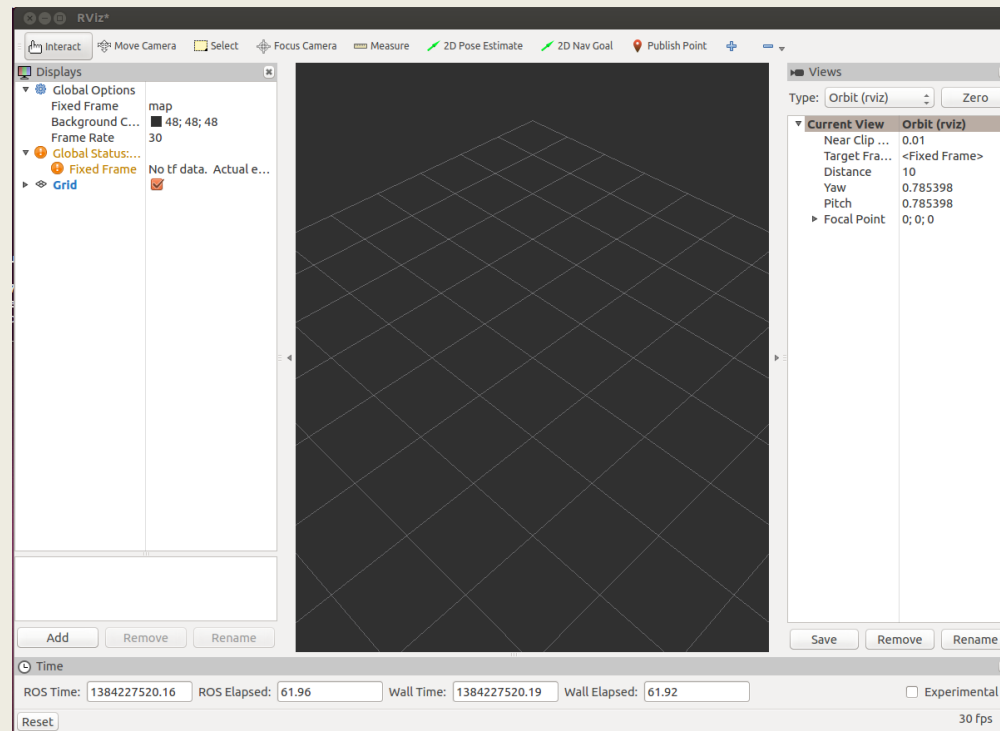 RViz*
Interact Move Camera Select Focus Camera Measure 2D Pose Estimate 2D Nav Goal Publish Point
Displays
Global Options
Fixed Frame map
Background C... 48; 48; 48
Frame Rate 30
Global Status:...
Fixed Frame No tf data. Actual e...
Grid
Add Remove Rename
Views
Type: Orbit (rviz) Zero
Current View Orbit (rviz)
Near Clip ... 0.01
Target Fra... <Fixed Frame>
Distance 10
Yaw 0.785398
Pitch 0.785398
Focal Point 0; 0; 0
Save Remove Rename
Time
ROS Time: 1384227520.16 ROS Elapsed: 61.96 Wall Time: 1384227520.19 Wall Elapsed: 61.92 Experimental
Reset 30 fps